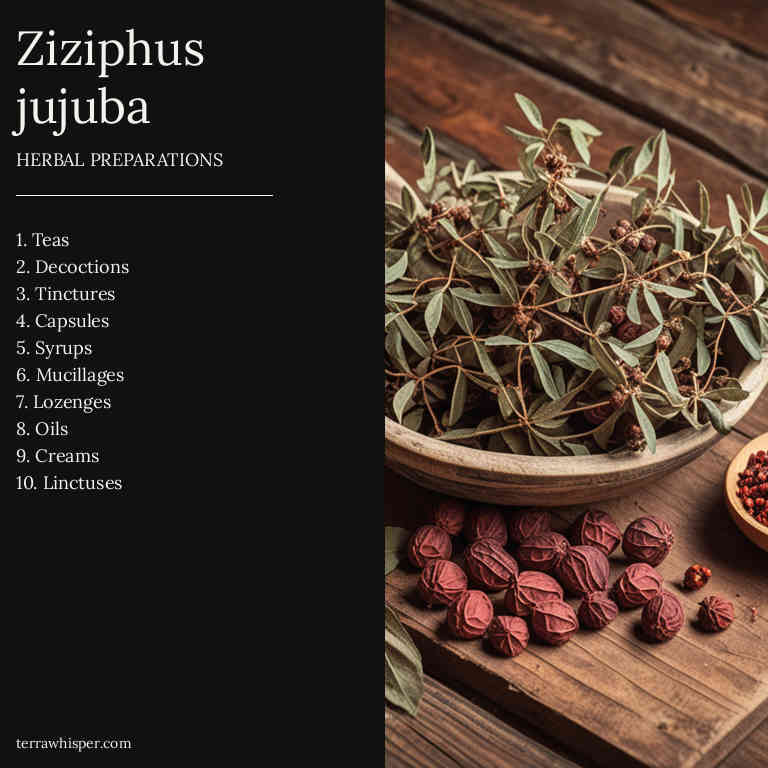 Ziziphus
jujuba
HERBAL PREPARATIONS
1. Teas
2. Decoctions
3. Tinctures
4. Capsules
5. Syrups
6. Mucillages
7. Lozenges
8. Oils
9. Creams
10. Linctuses
terrawhisper.com